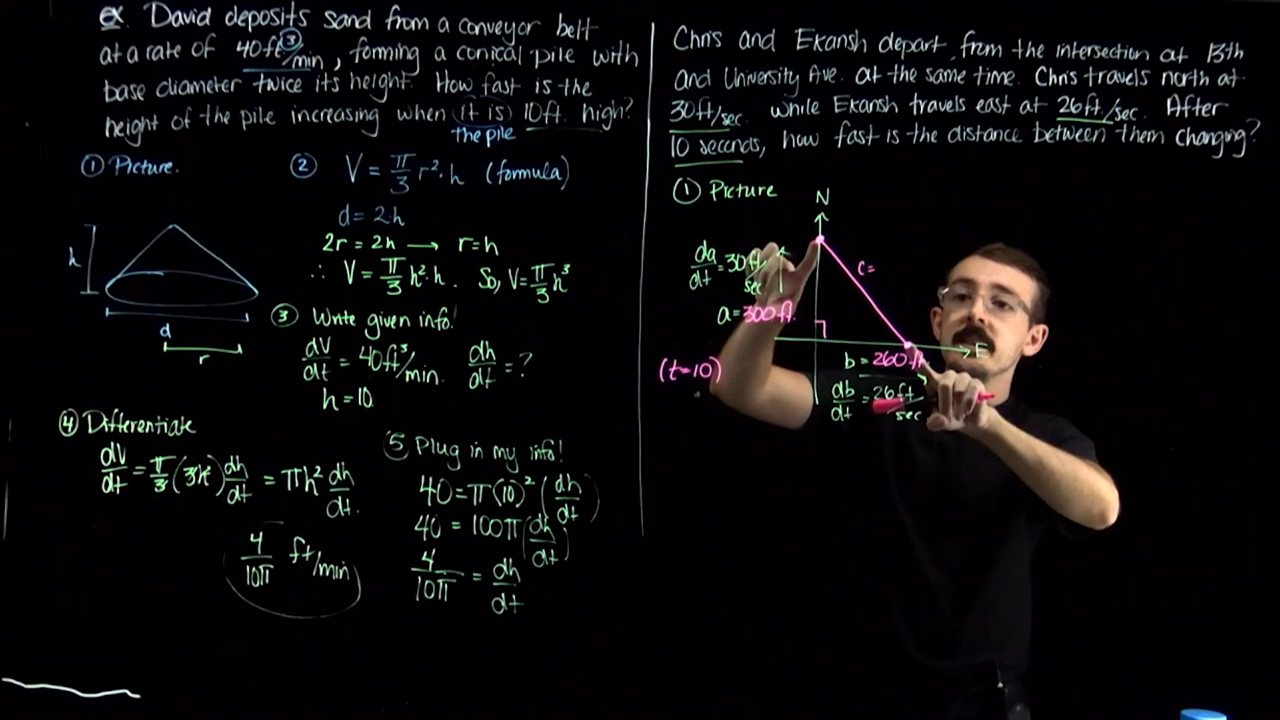 ex. David deposits sand from a conveyor belt
at a rate of 40ft³/min, forming a conical pile with
base diameter twice its height. How fast is the
height of the pile increasing when (it is) 10ft. high?
the pile
① Picture.
h
d
r
② V = π/3 r²·h (formula)
d = 2·h
2r = 2h → r=h
∴ V = π/3 h²·h. So, V = π/3 h³
③ Write given info!
dV/dt = 40ft³/min. dh/dt = ?
h = 10.
④ Differentiate
dV/dt = π/3 (3h²) dh/dt = πh² dh/dt.
4/10π ft/min
⑤ Plug in my info!
40 = π(10)² (dh/dt)
40 = 100π (dh/dt)
4/10π = dh/dt
Chris and Ekansh depart from the intersection at 13th
and University Ave. at the same time. Chris travels north at
30ft/sec. while Ekansh travels east at 26ft/sec. After
10 seconds, how fast is the distance between them changing?
① Picture
N
da/dt = 30ft/sec
c=
a = 300 ft.
E
b = 260 ft.
(t=10)
db/dt = 26ft/sec